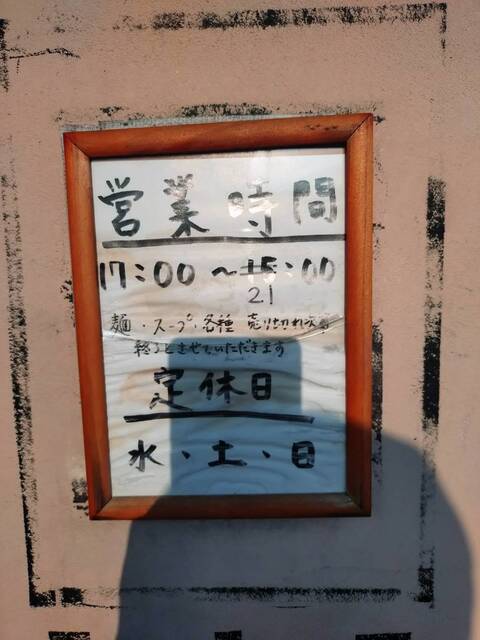 営業時間
17:00～15:00
21
麺・スープ・各種 売り切れ次第
終了とさせていただきます
定休日
水、土、日